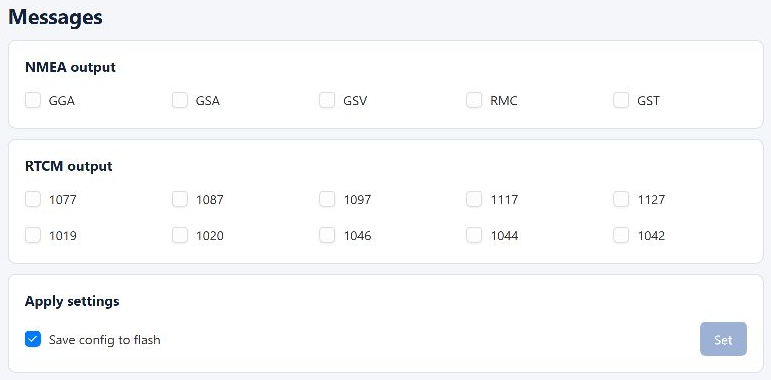 Messages
NMEA output
GGA GSA GSV RMC GST
RTCM output
1077 1087 1097 1117 1127
1019 1020 1046 1044 1042
Apply settings
Save config to flash Set